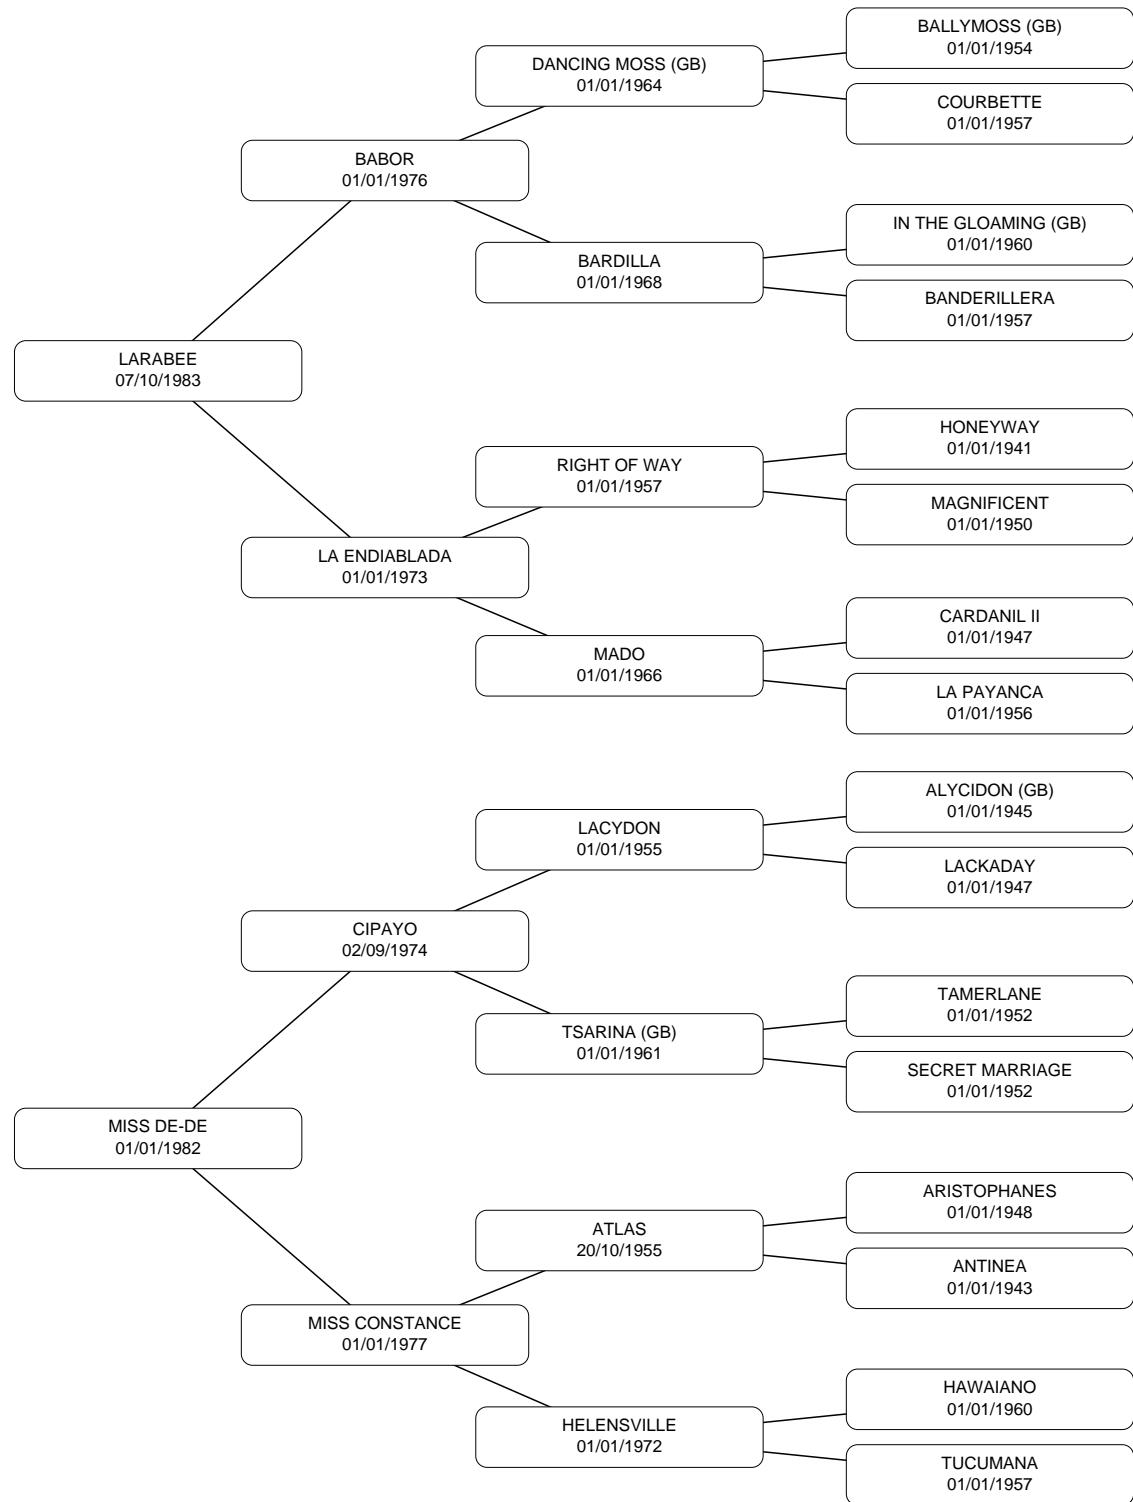 BALLYMOSS (GB)
01/01/1954
DANCING MOSS (GB)
01/01/1964
COURBETTE
01/01/1957
BABOR
01/01/1976
IN THE GLOAMING (GB)
01/01/1960
BARDILLA
01/01/1968
BANDERILLERA
01/01/1957
LARABEE
07/10/1983
HONEYWAY
01/01/1941
RIGHT OF WAY
01/01/1957
MAGNIFICENT
01/01/1950
LA ENDIABLADA
01/01/1973
CARDANIL II
01/01/1947
MADO
01/01/1966
LA PAYANCA
01/01/1956
ALYCIDON (GB)
01/01/1945
LACYDON
01/01/1955
LACKADAY
01/01/1947
CIPAYO
02/09/1974
TAMERLANE
01/01/1952
TSARINA (GB)
01/01/1961
SECRET MARRIAGE
01/01/1952
MISS DE-DE
01/01/1982
ARISTOPHANES
01/01/1948
ATLAS
20/10/1955
ANTINEA
01/01/1943
MISS CONSTANCE
01/01/1977
HAWAIANO
01/01/1960
HELENSVILLE
01/01/1972
TUCUMANA
01/01/1957